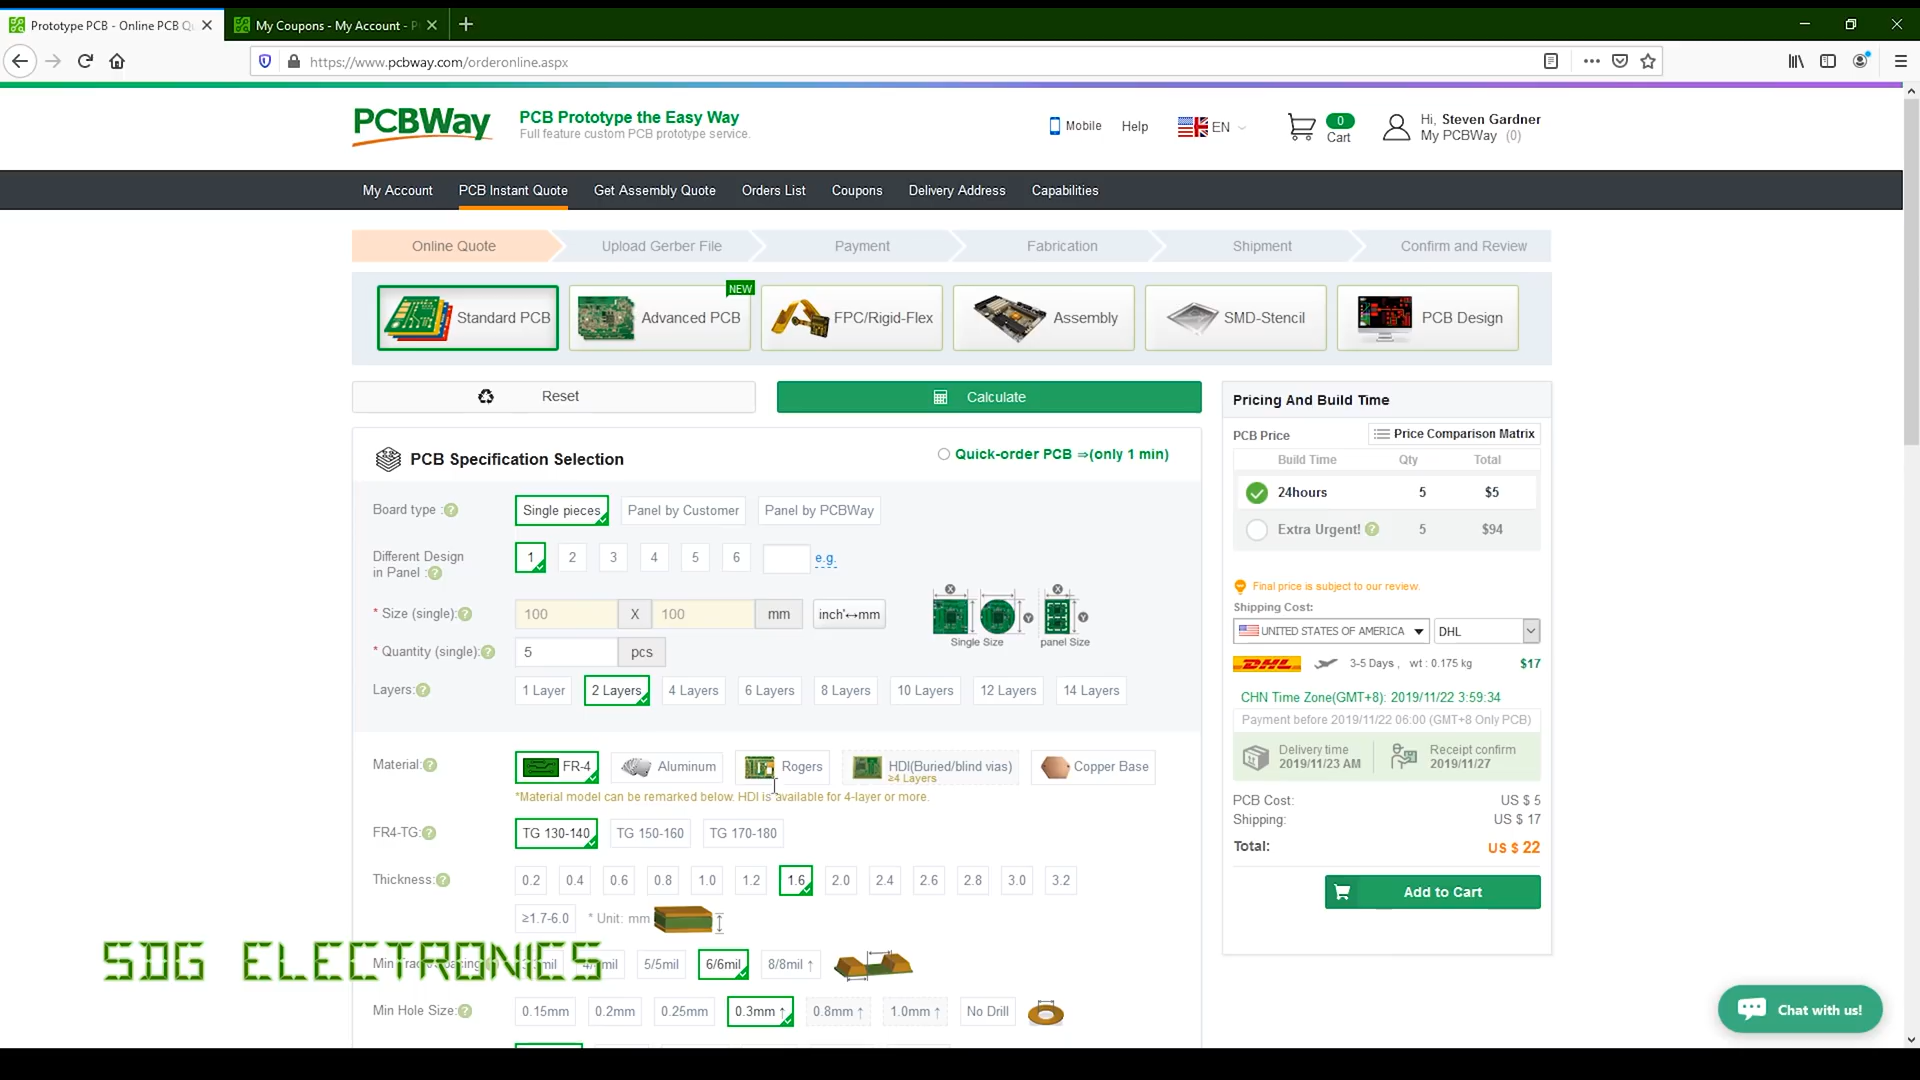 Prototype PCB - Online PCB Qu
My Coupons - My Account - P
https://www.pcbway.com/orderonline.aspx
PCBWay
PCB Prototype the Easy Way
Full feature custom PCB prototype service.
Mobile
Help
EN
0
Cart
Hi, Steven Gardner
My PCBWay (0)
My Account
PCB Instant Quote
Get Assembly Quote
Orders List
Coupons
Delivery Address
Capabilities
Online Quote
Upload Gerber File
Payment
Fabrication
Shipment
Confirm and Review
Standard PCB
NEW
Advanced PCB
FPC/Rigid-Flex
Assembly
SMD-Stencil
PCB Design
Reset
Calculate
PCB Specification Selection
Quick-order PCB ⇒(only 1 min)
Board type :?
Single pieces
Panel by Customer
Panel by PCBWay
Different Design
in Panel :?
1
2
3
4
5
6
e.g.
* Size (single):?
100
X
100
mm
inch'↔mm
X
X
Y
Y
Single Size
panel Size
* Quantity (single):?
5
pcs
Layers:?
1 Layer
2 Layers
4 Layers
6 Layers
8 Layers
10 Layers
12 Layers
14 Layers
Material:?
FR-4
Aluminum
Rogers
HDI(Buried/blind vias)
≥4 Layers
Copper Base
*Material model can be remarked below. HDI is available for 4-layer or more.
FR4-TG:?
TG 130-140
TG 150-160
TG 170-180
Thickness:?
0.2
0.4
0.6
0.8
1.0
1.2
1.6
2.0
2.4
2.6
2.8
3.0
3.2
≥1.7-6.0
* Unit: mm
SDG ELECTRONICS
Min
5/5mil
6/6mil
8/8mil ↑
Min Hole Size:?
0.15mm
0.2mm
0.25mm
0.3mm ↑
0.8mm ↑
1.0mm ↑
No Drill
Pricing And Build Time
PCB Price
Price Comparison Matrix
Build Time
Qty
Total
24hours
5
$5
Extra Urgent! ?
5
$94
Final price is subject to our review.
Shipping Cost:
UNITED STATES OF AMERICA
DHL
DHL
3-5 Days , wt : 0.175 kg
$17
CHN Time Zone(GMT+8): 2019/11/22 3:59:34
Payment before 2019/11/22 06:00 (GMT+8 Only PCB)
Delivery time
2019/11/23 AM
Receipt confirm
2019/11/27
PCB Cost:
US $ 5
Shipping:
US $ 17
Total:
US $ 22
Add to Cart
Chat with us!